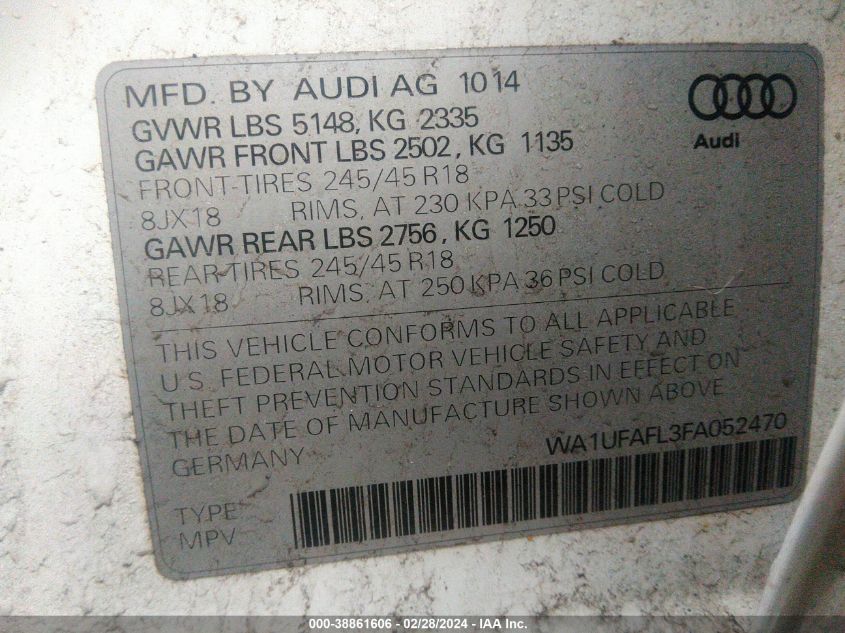 MFD. BY AUDI AG 10 14
GVWR LBS 5148, KG 2335
GAWR FRONT LBS 2502, KG 1135
FRONT-TIRES 245/45 R18
8JX18 RIMS, AT 230 KPA 33 PSI COLD
GAWR REAR LBS 2756, KG 1250
REAR-TIRES 245/45 R18
8JX18 RIMS, AT 250 KPA 36 PSI COLD
Audi
THIS VEHICLE CONFORMS TO ALL APPLICABLE
U.S. FEDERAL MOTOR VEHICLE SAFETY AND
THEFT PREVENTION STANDARDS IN EFFECT ON
THE DATE OF MANUFACTURE SHOWN ABOVE
GERMANY
WA1UFAFL3FA052470
TYPE
MPV
000-38861606 - 02/28/2024 - IAA Inc.